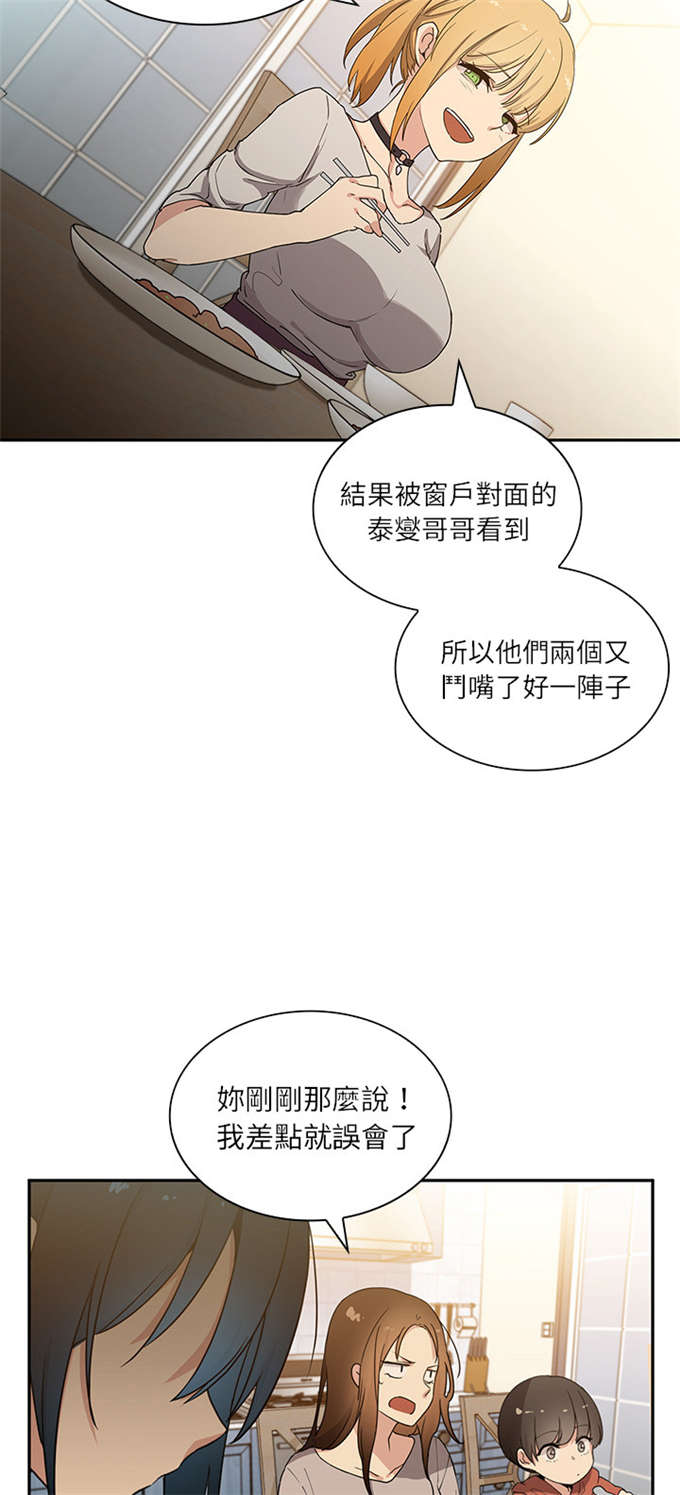 結果被窗戶對面的
泰燮哥哥看到
所以他們兩個又
鬥嘴了好一陣子
妳剛剛那麼說！
我差點就誤會了